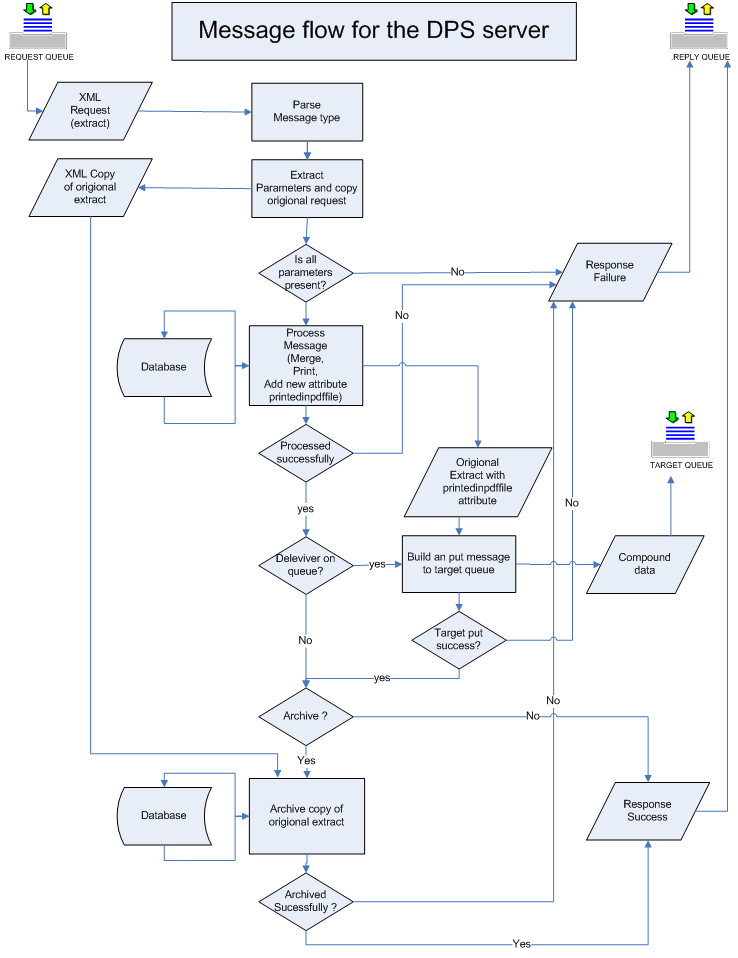 Message flow for the DPS server
REQUEST QUEUE
REPLY QUEUE
XML
Request
(extract)
Parse
Message type
XML Copy
of origional
extract
Extract
Parameters and copy
origional request
Is all
parameters
present?
No
Response
Failure
No
Database
Process
Message
(Merge,
Print,
Add new attribute
printedinpdffile)
Processed
successfully
Origional
Extract with
printedinpdffile
attribute
TARGET QUEUE
yes
No
Deleviver on
queue?
yes
Build an put message
to target queue
Compound
data
No
Target put
success?
yes
Archive ?
No
No
Yes
Database
Archive copy of
origional extract
Response
Success
Archived
Sucessfully ?
Yes